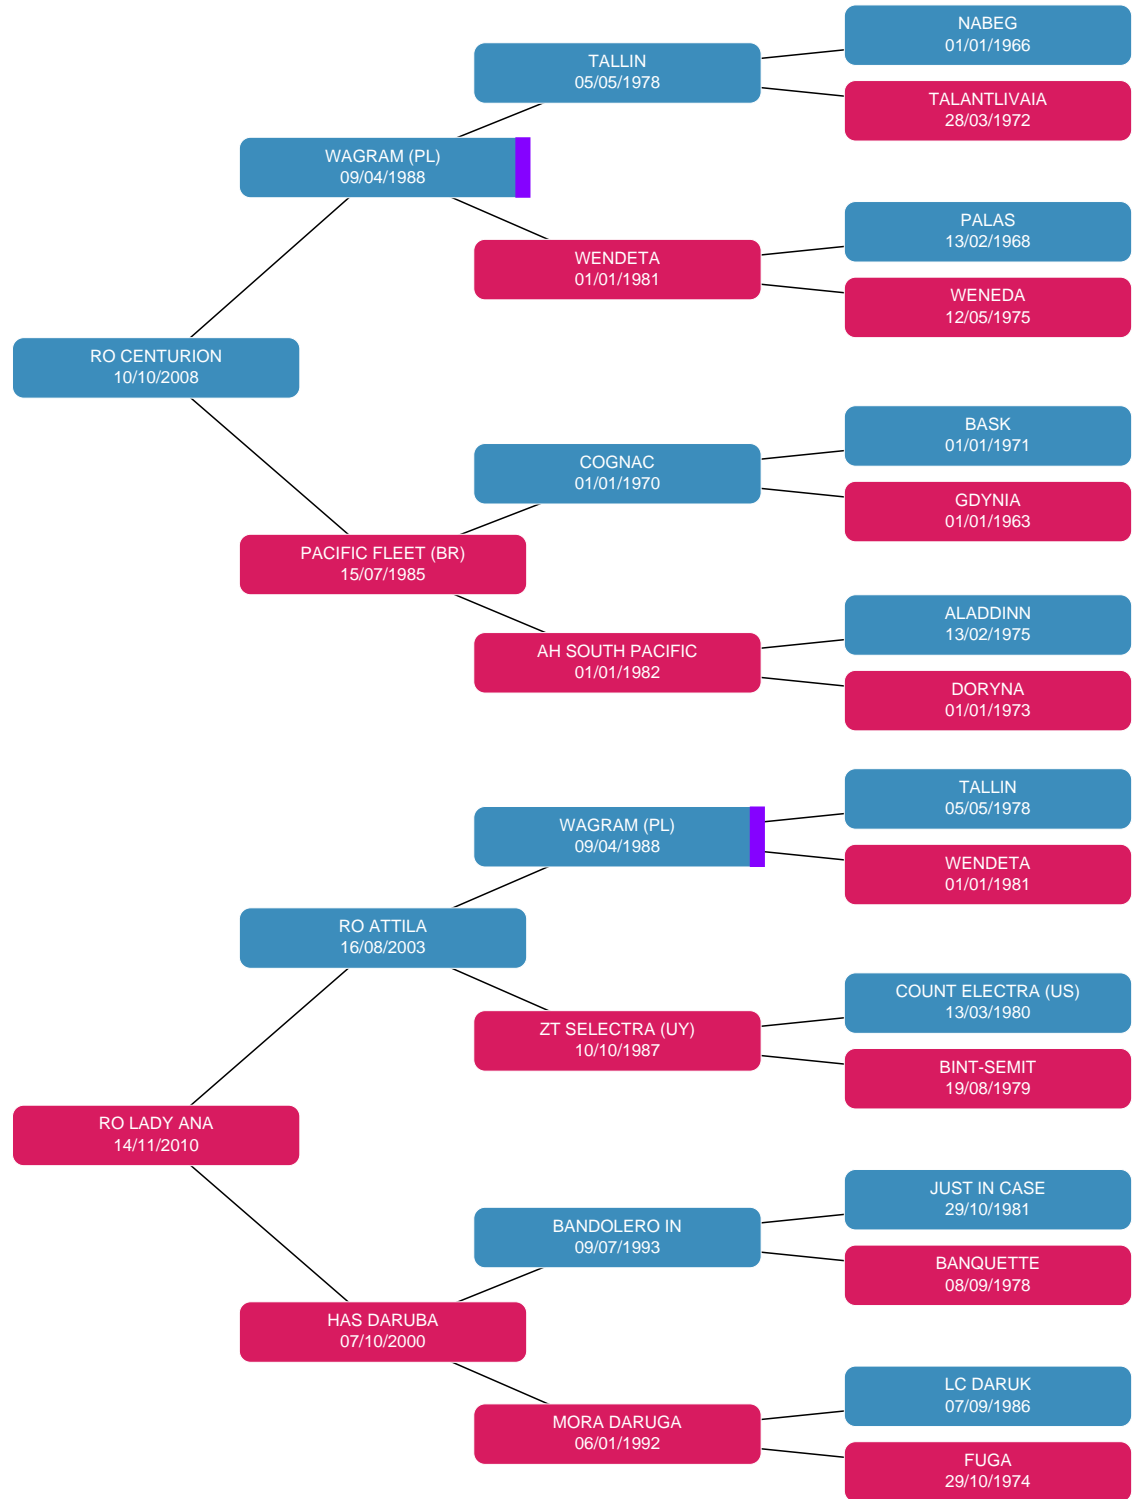 NABEG
01/01/1966
TALLIN
05/05/1978
TALANTLIVAIA
28/03/1972
WAGRAM (PL)
09/04/1988
PALAS
13/02/1968
WENDETA
01/01/1981
WENEDA
12/05/1975
RO CENTURION
10/10/2008
BASK
01/01/1971
COGNAC
01/01/1970
GDYNIA
01/01/1963
PACIFIC FLEET (BR)
15/07/1985
ALADDINN
13/02/1975
AH SOUTH PACIFIC
01/01/1982
DORYNA
01/01/1973
TALLIN
05/05/1978
WAGRAM (PL)
09/04/1988
WENDETA
01/01/1981
RO ATTILA
16/08/2003
COUNT ELECTRA (US)
13/03/1980
ZT SELECTRA (UY)
10/10/1987
BINT-SEMIT
19/08/1979
RO LADY ANA
14/11/2010
JUST IN CASE
29/10/1981
BANDOLERO IN
09/07/1993
BANQUETTE
08/09/1978
HAS DARUBA
07/10/2000
LC DARUK
07/09/1986
MORA DARUGA
06/01/1992
FUGA
29/10/1974